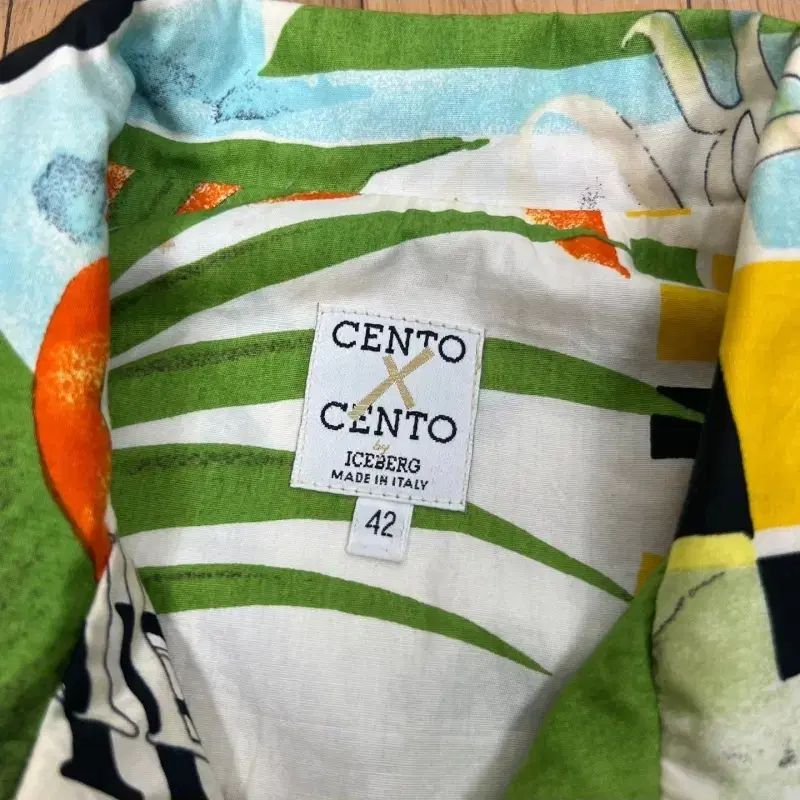 CENTO
X
CENTO
by
ICEBERG
MADE IN ITALY
42